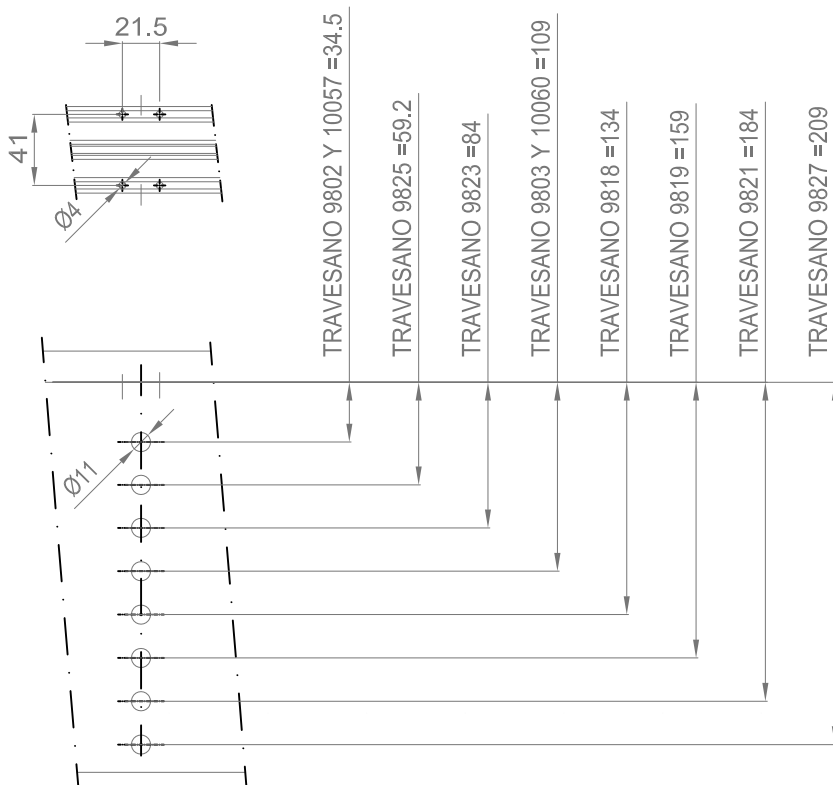 21.5
41
Ø4
TRAVESANO 9802 Y 10057 =34.5
TRAVESANO 9825 =59.2
TRAVESANO 9823 =84
TRAVESANO 9803 Y 10060 =109
TRAVESANO 9818 =134
TRAVESANO 9819 =159
TRAVESANO 9821 =184
TRAVESANO 9827 =209
Ø11